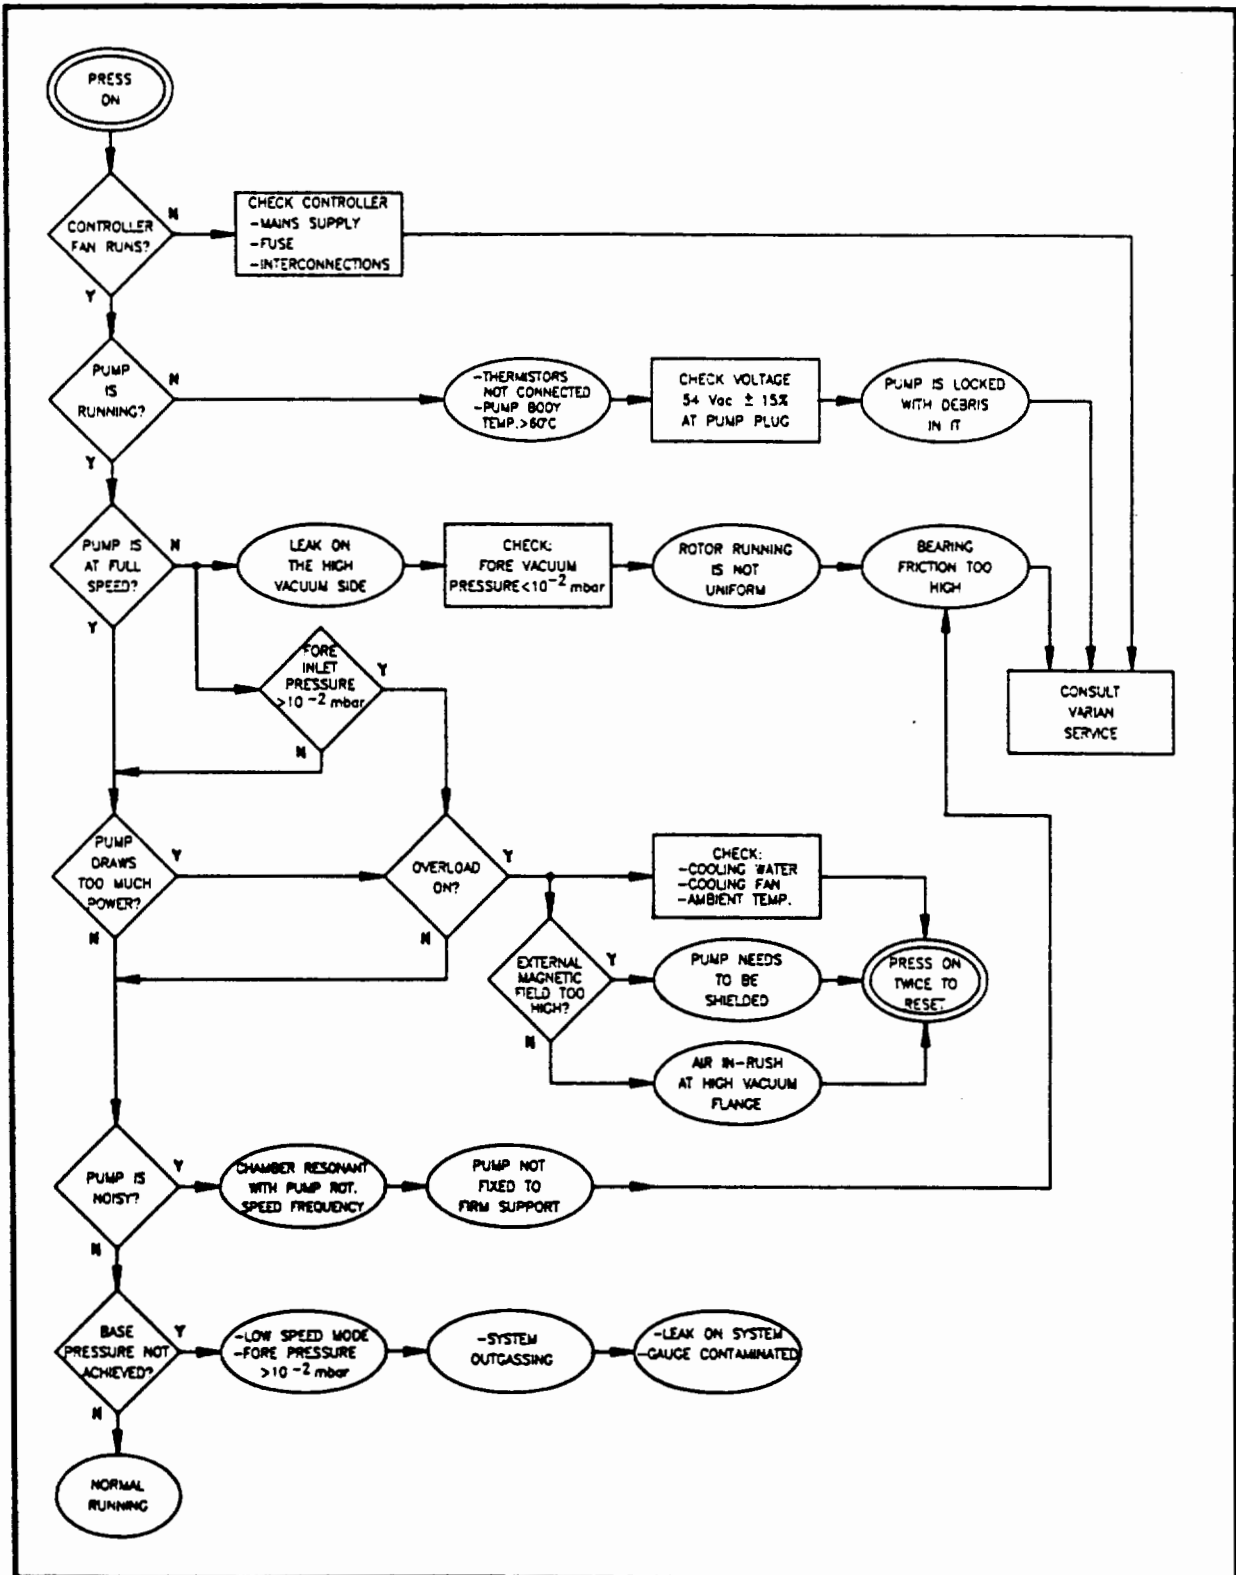 PRESS
ON
CONTROLLER
FAN RUNS?
N
Y
CHECK CONTROLLER
-MAINS SUPPLY
-FUSE
-INTERCONNECTIONS
PUMP
IS
RUNNING?
N
Y
-THERMISTORS
NOT CONNECTED
-PUMP BODY
TEMP.>60°C
CHECK VOLTAGE
54 Vac ± 15%
AT PUMP PLUG
PUMP IS LOCKED
WITH DEBRIS
IN IT
PUMP IS
AT FULL
SPEED?
N
Y
LEAK ON
THE HIGH
VACUUM SIDE
CHECK:
FORE VACUUM
PRESSURE<10⁻² mbar
ROTOR RUNNING
IS NOT
UNIFORM
BEARING
FRICTION TOO
HIGH
FORE
INLET
PRESSURE
>10⁻² mbar
Y
N
CONSULT
VARIAN
SERVICE
PUMP
DRAWS
TOO MUCH
POWER?
Y
N
OVERLOAD
ON?
Y
N
CHECK:
-COOLING WATER
-COOLING FAN
-AMBIENT TEMP.
EXTERNAL
MAGNETIC
FIELD TOO
HIGH?
Y
N
PUMP NEEDS
TO BE
SHIELDED
PRESS ON
TWICE TO
RESET
AIR IN-RUSH
AT HIGH VACUUM
FLANGE
PUMP IS
NOISY?
Y
N
CHAMBER RESONANT
WITH PUMP ROT.
SPEED FREQUENCY
PUMP NOT
FIXED TO
FIRM SUPPORT
BASE
PRESSURE NOT
ACHIEVED?
Y
N
-LOW SPEED MODE
-FORE PRESSURE
>10⁻² mbar
-SYSTEM
OUTGASSING
-LEAK ON SYSTEM
-GAUGE CONTAMINATED
NORMAL
RUNNING